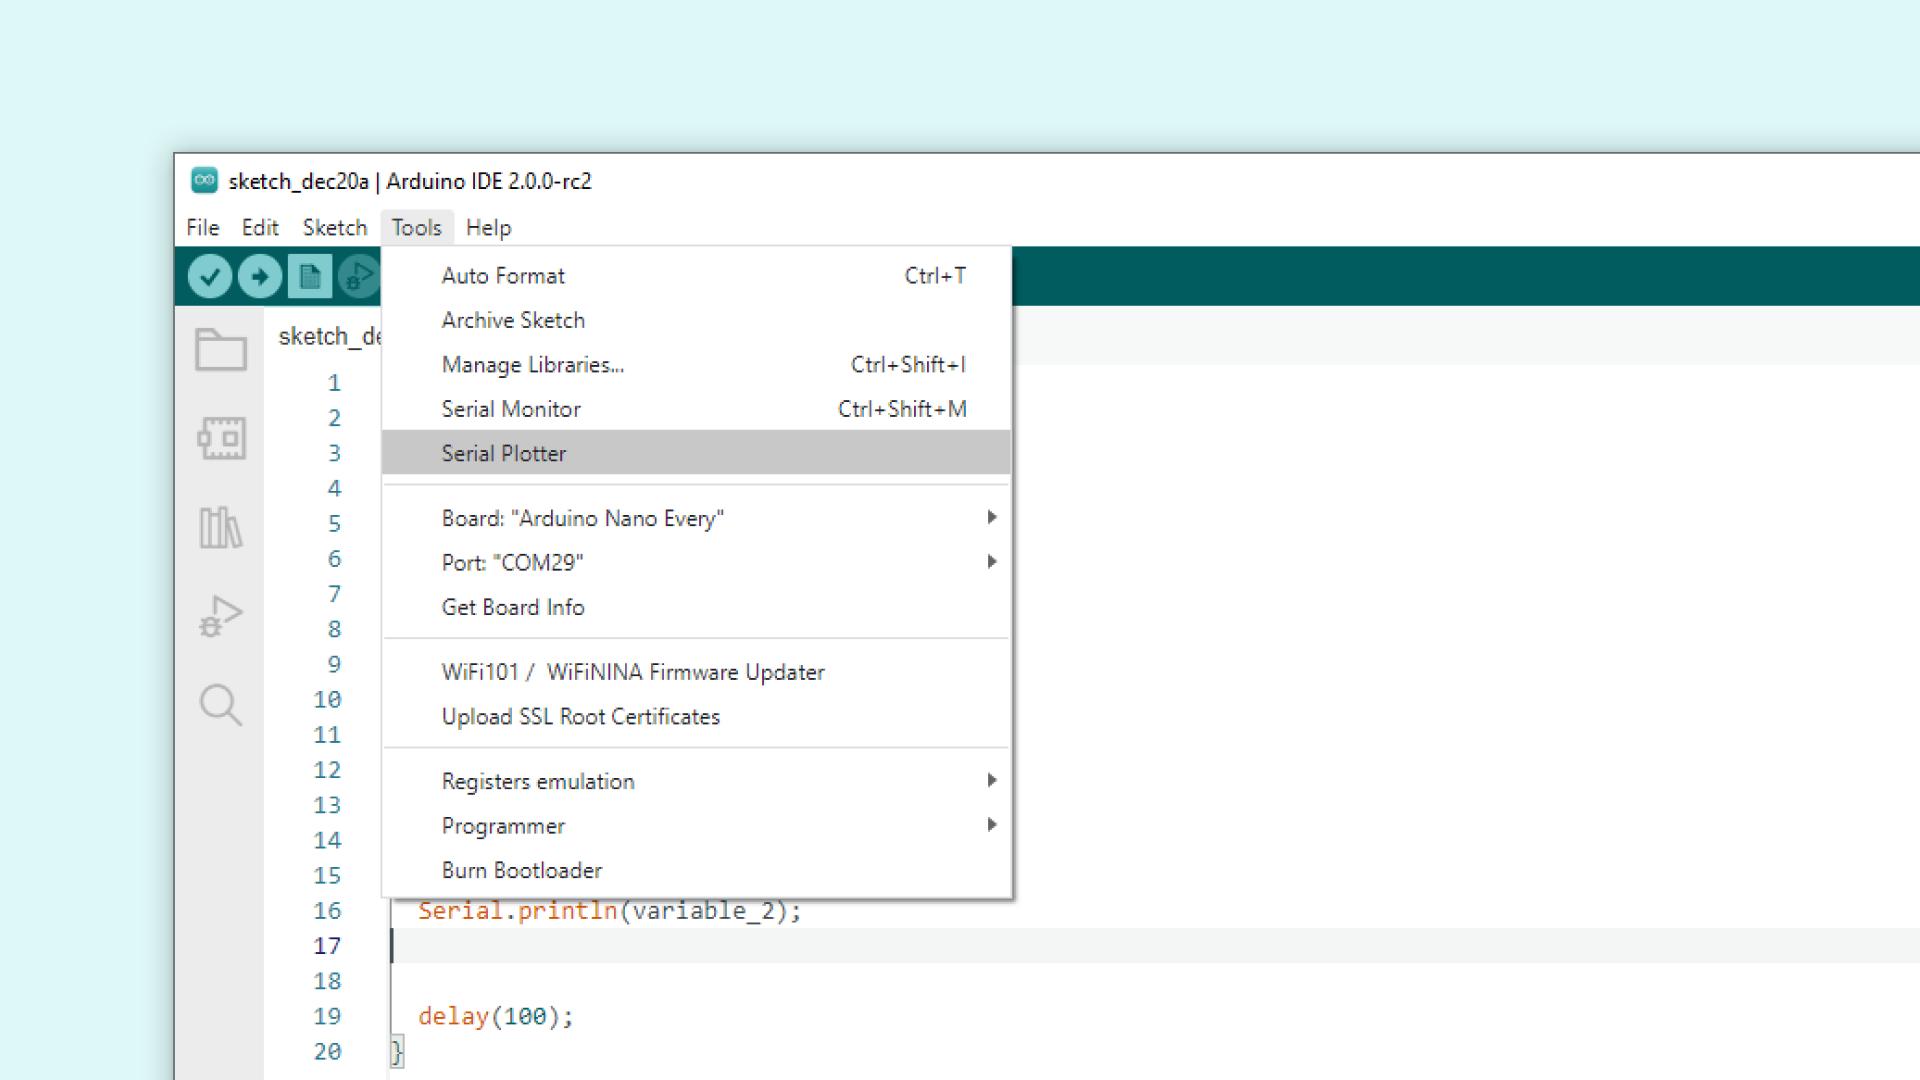 sketch_dec20a | Arduino IDE 2.0.0-rc2
File Edit Sketch Tools Help
Auto Format Ctrl+T
Archive Sketch
sketch_de
Manage Libraries... Ctrl+Shift+I
Serial Monitor Ctrl+Shift+M
Serial Plotter
Board: "Arduino Nano Every"
Port: "COM29"
Get Board Info
WiFi101 / WiFiNINA Firmware Updater
Upload SSL Root Certificates
Registers emulation
Programmer
Burn Bootloader
1
2
3
4
5
6
7
8
9
10
11
12
13
14
15
16 Serial.println(variable_2);
17
18
19 delay(100);
20 }